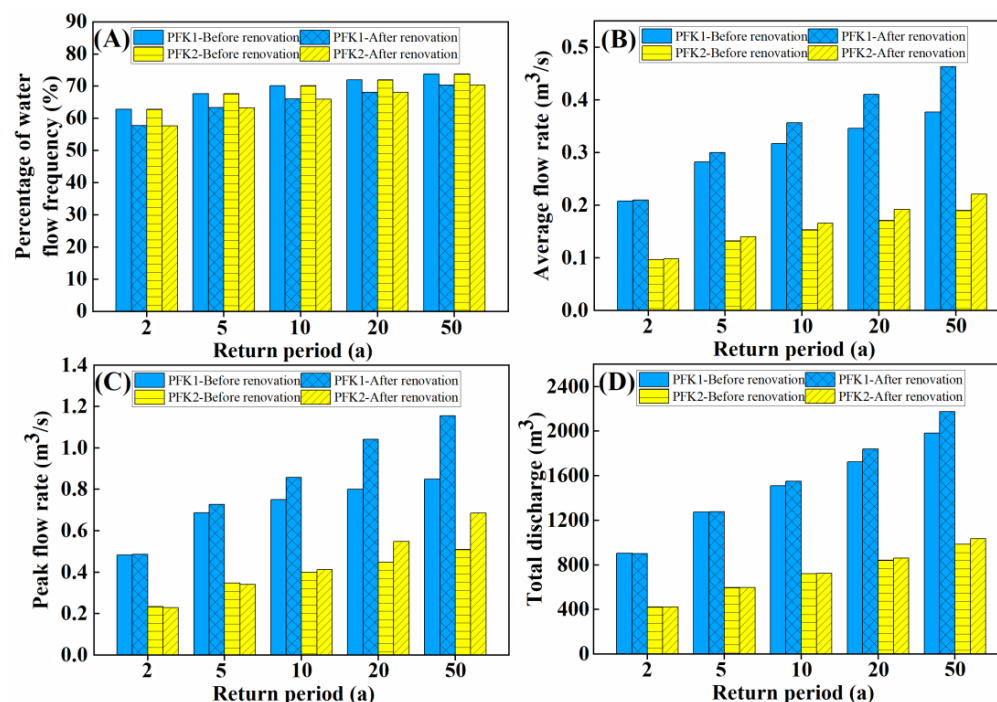 (A)
PFK1-Before renovation PFK1-After renovation
PFK2-Before renovation PFK2-After renovation
Percentage of water
flow frequency (%)
90
80
70
60
50
40
30
20
10
0
2 5 10 20 50
Return period (a)
(B)
PFK1-Before renovation PFK1-After renovation
PFK2-Before renovation PFK2-After renovation
Average flow rate (m³/s)
0.5
0.4
0.3
0.2
0.1
0.0
2 5 10 20 50
Return period (a)
(C)
PFK1-Before renovation PFK1-After renovation
PFK2-Before renovation PFK2-After renovation
Peak flow rate (m³/s)
1.4
1.2
1.0
0.8
0.6
0.4
0.2
0.0
2 5 10 20 50
Return period (a)
(D)
PFK1-Before renovation PFK1-After renovation
PFK2-Before renovation PFK2-After renovation
Total discharge (m³)
2400
2000
1600
1200
800
400
0
2 5 10 20 50
Return period (a)